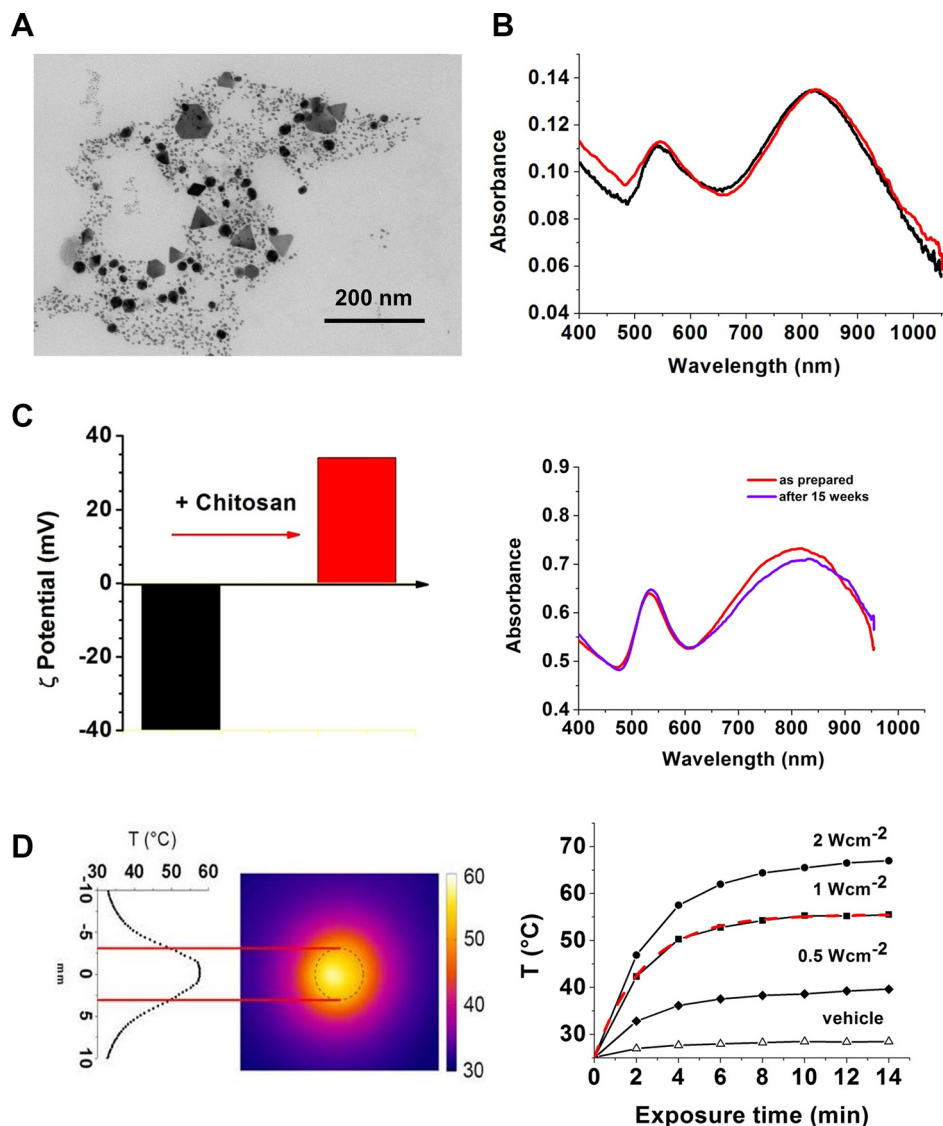 A
200 nm
B
0.14
0.12
0.10
0.08
0.06
0.04
Absorbance
400 500 600 700 800 900 1000
Wavelength (nm)
C
40
20
0
-20
-40
ζ Potential (mV)
+ Chitosan
0.9
0.8
0.7
0.6
0.5
0.4
Absorbance
as prepared
after 15 weeks
400 500 600 700 800 900 1000
Wavelength (nm)
D
T (°C)
30 40 50 60
-10
-5
0
5
10
mm
60
50
40
30
70
60
50
40
30
T (°C)
2 Wcm-2
1 Wcm-2
0.5 Wcm-2
vehicle
0 2 4 6 8 10 12 14
Exposure time (min)